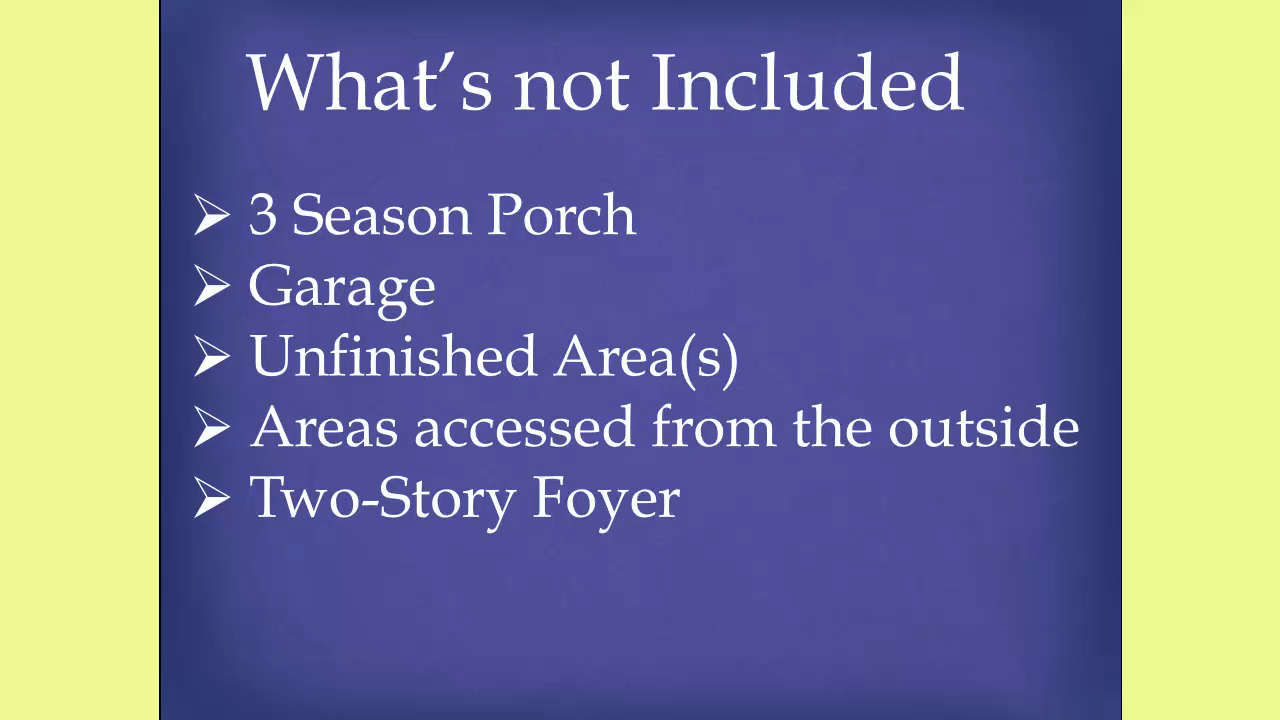 What’s not Included
➢ 3 Season Porch
➢ Garage
➢ Unfinished Area(s)
➢ Areas accessed from the outside
➢ Two-Story Foyer